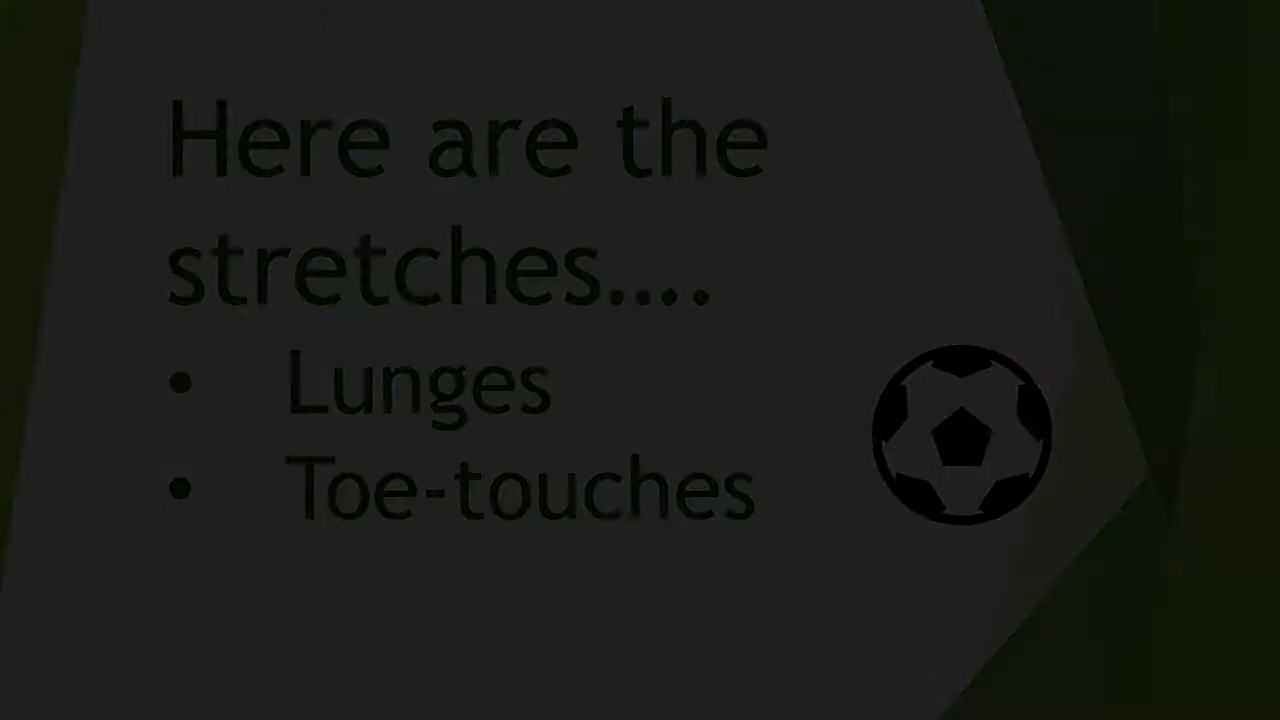 Here are the
stretches....
• Lunges
• Toe-touches